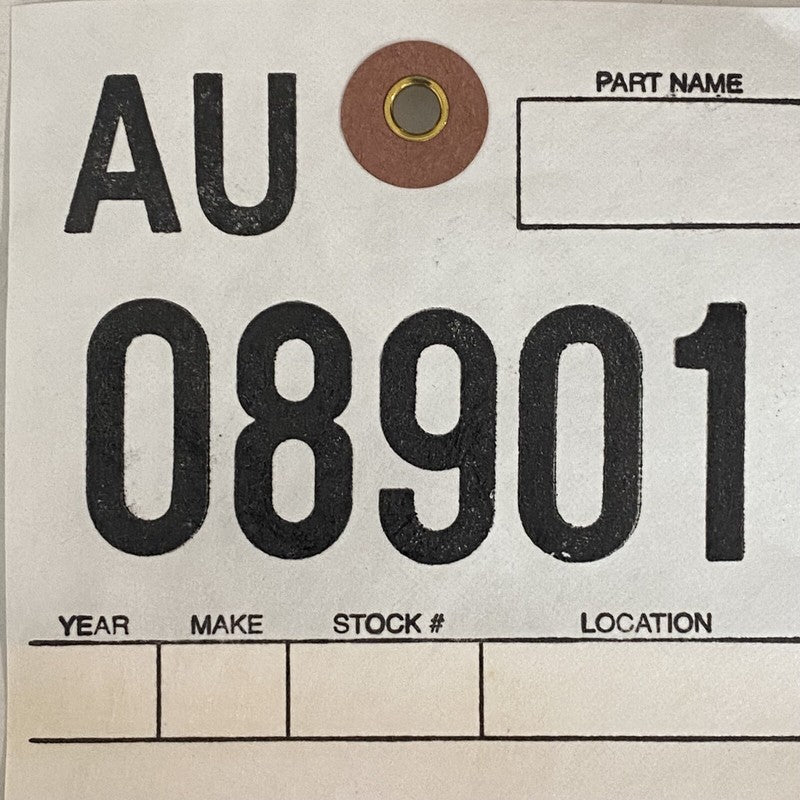 AU
PART NAME
08901
YEAR MAKE STOCK # LOCATION